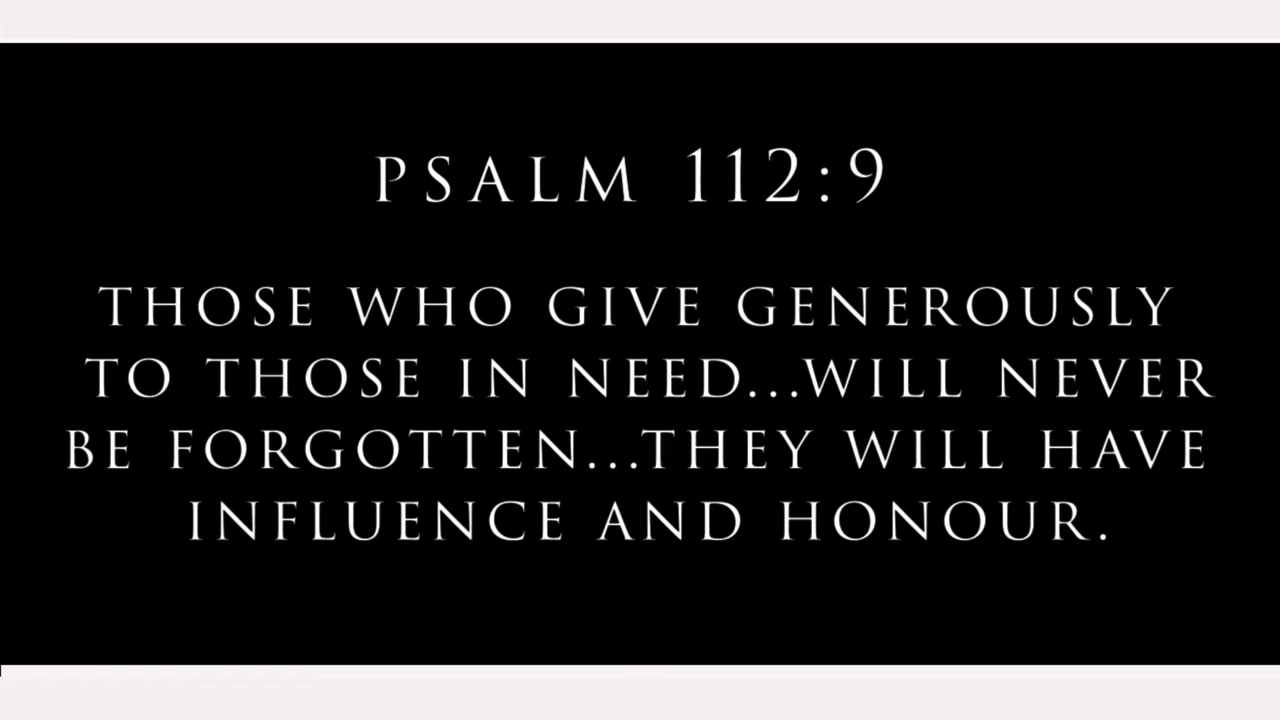 PSALM 112:9
THOSE WHO GIVE GENEROUSLY
TO THOSE IN NEED...WILL NEVER
BE FORGOTTEN...THEY WILL HAVE
INFLUENCE AND HONOUR.